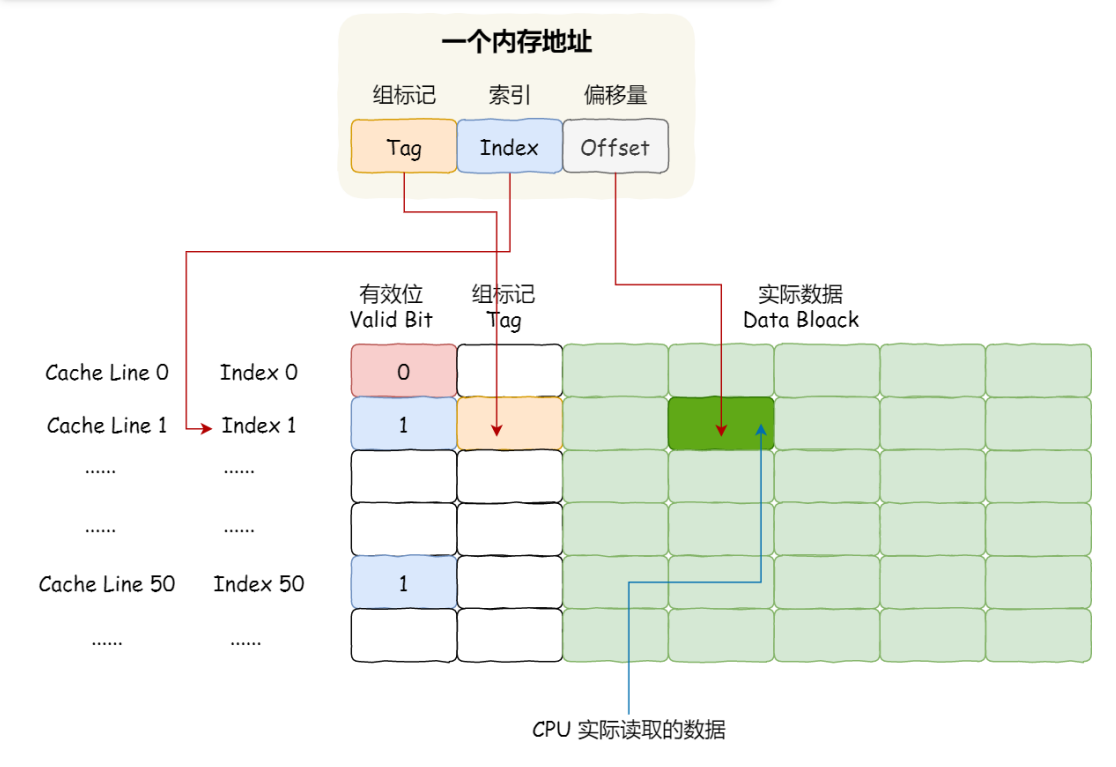 一个内存地址
组标记 索引 偏移量
Tag Index Offset
有效位 组标记 实际数据
Valid Bit Tag Data Bloack
Cache Line 0 Index 0 0
Cache Line 1 Index 1 1
...... ......
...... ......
Cache Line 50 Index 50 1
...... ......
CPU 实际读取的数据